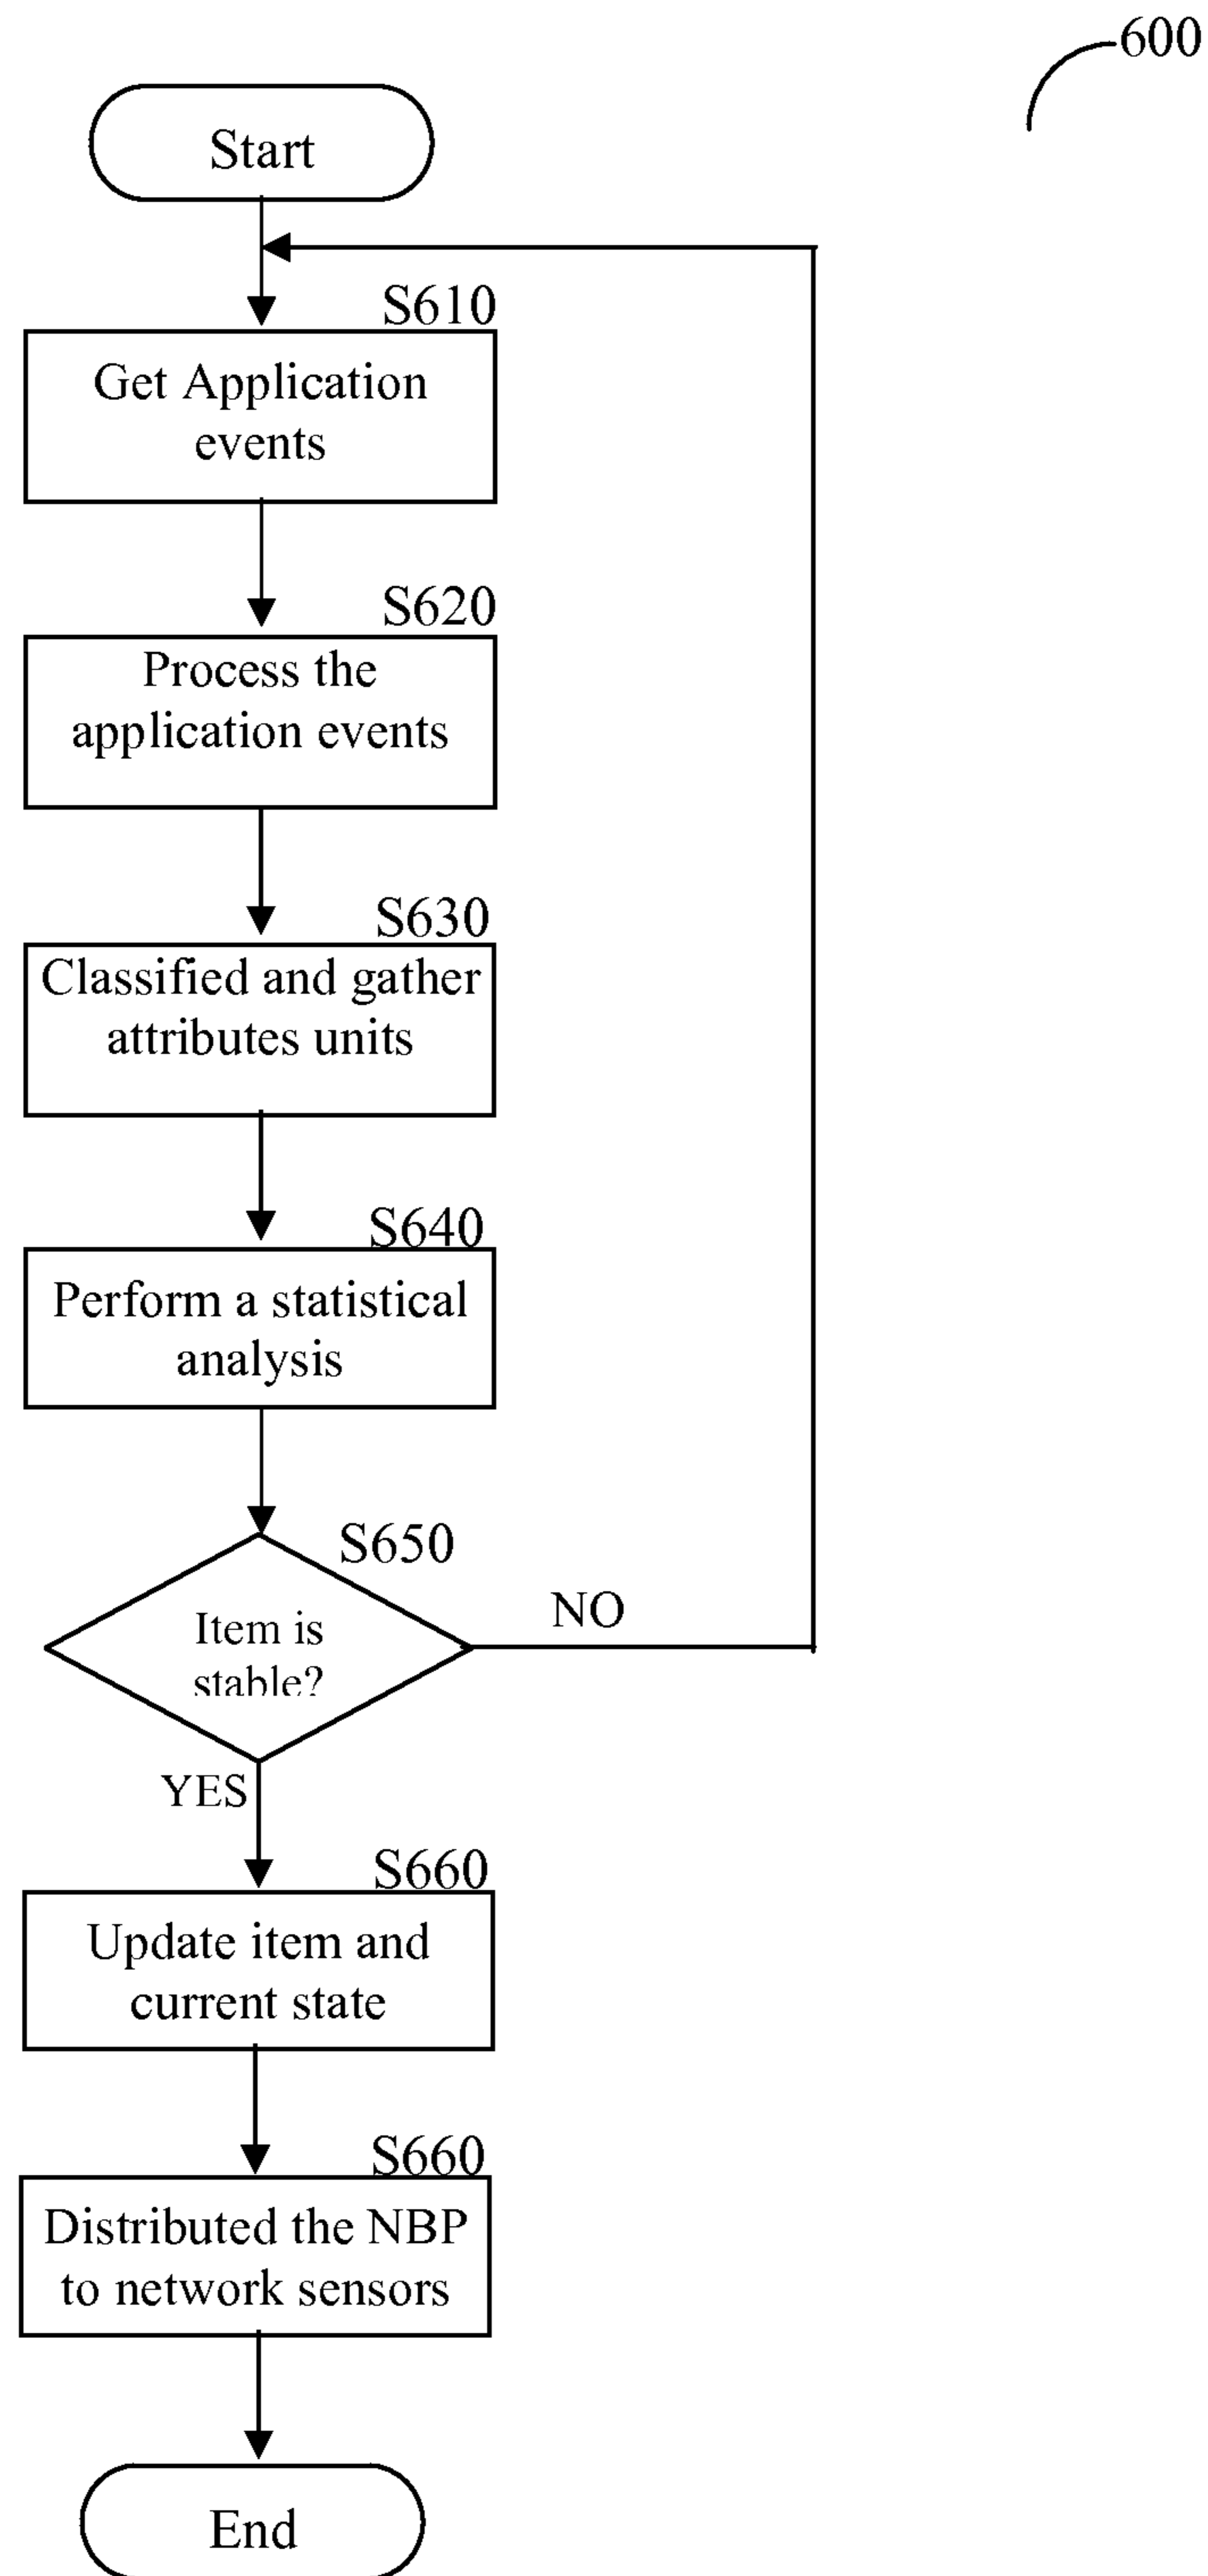 600
Start
S610
Get Application
events
S620
Process the
application events
S630
Classified and gather
attributes units
S640
Perform a statistical
analysis
S650
Item is
stable?
NO
YES
S660
Update item and
current state
S660
Distributed the NBP
to network sensors
End